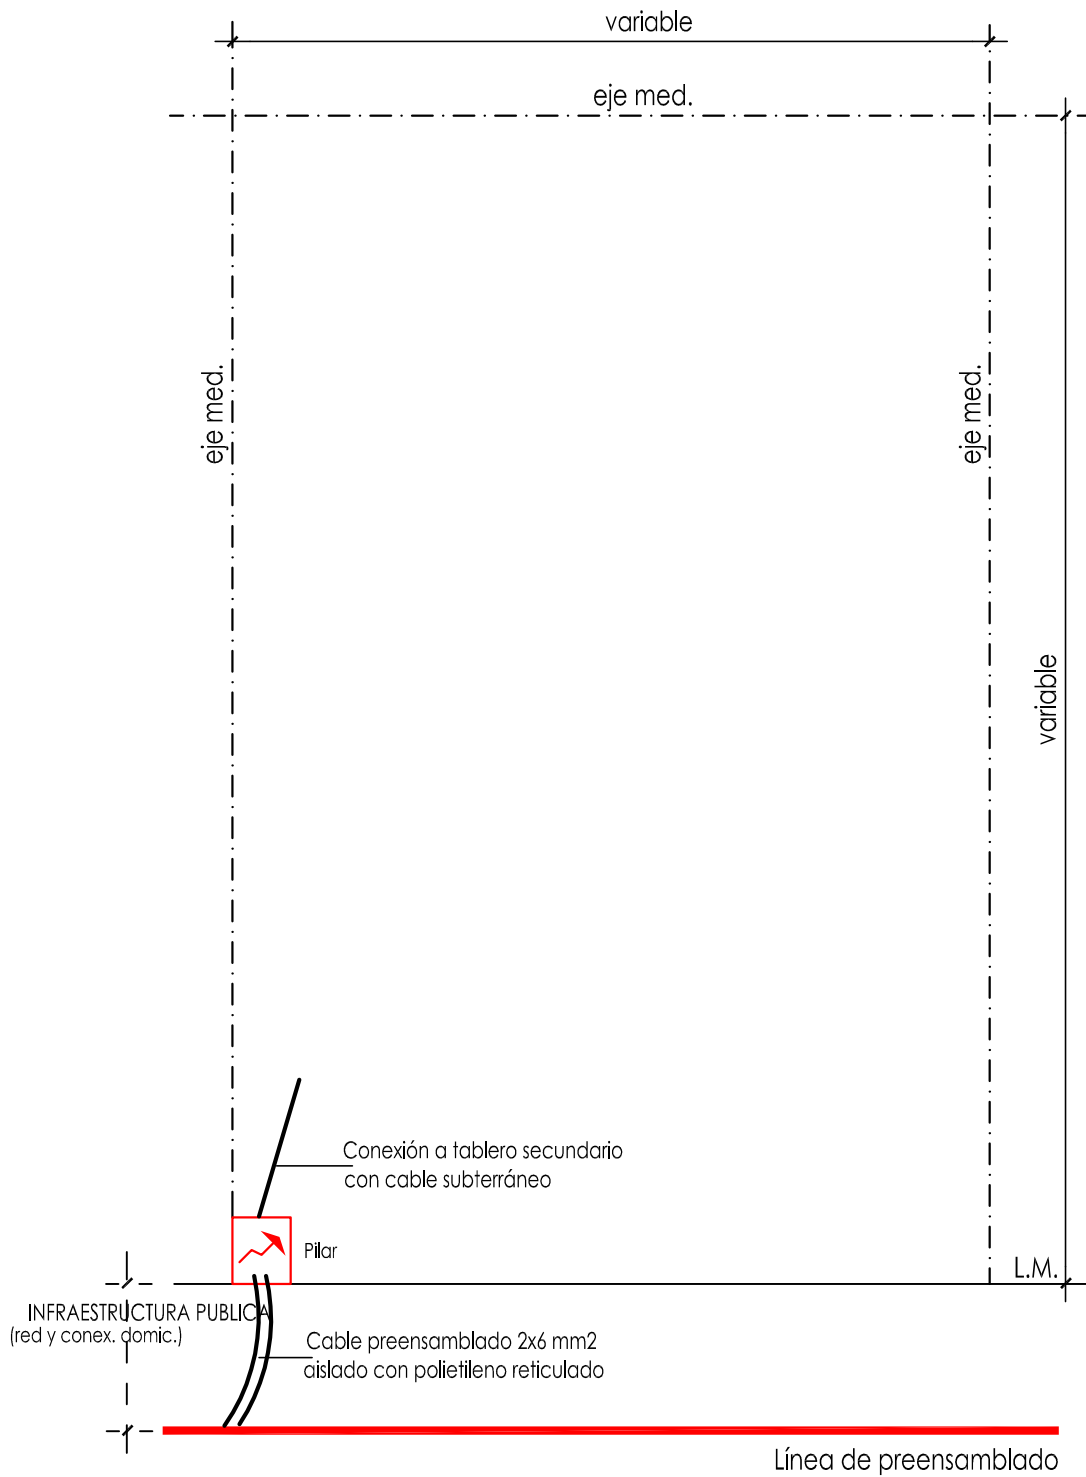 variable
eje med.
eje med.
eje med.
variable
Conexión a tablero secundario
con cable subterráneo
Pilar
L.M.
INFRAESTRUCTURA PUBLICA
(red y conex. domic.)
Cable preensamblado 2x6 mm2
aislado con polietileno reticulado
Línea de preensamblado